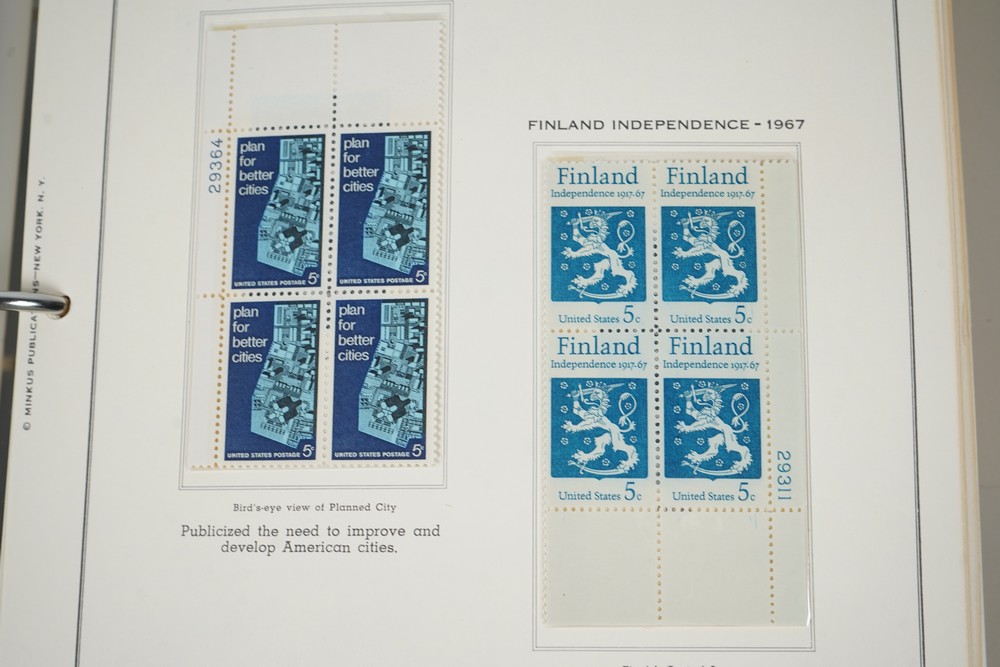 © MINKUS PUBLICATIONS—NEW YORK, N. Y.
29364
plan
for
better
cities
UNITED STATES POSTAGE 5c
plan
for
better
cities
5c
UNITED STATES POSTAGE
plan
for
better
cities
UNITED STATES POSTAGE 5c
plan
for
better
cities
UNITED STATES POSTAGE 5c
Bird's-eye view of Planned City
Publicized the need to improve and
develop American cities.
FINLAND INDEPENDENCE - 1967
Finland
Independence 1917-67
United States 5c
Finland
Independence 1917-67
United States 5c
Finland
Independence 1917-67
United States 5c
Finland
Independence 1917-67
United States 5c
29311